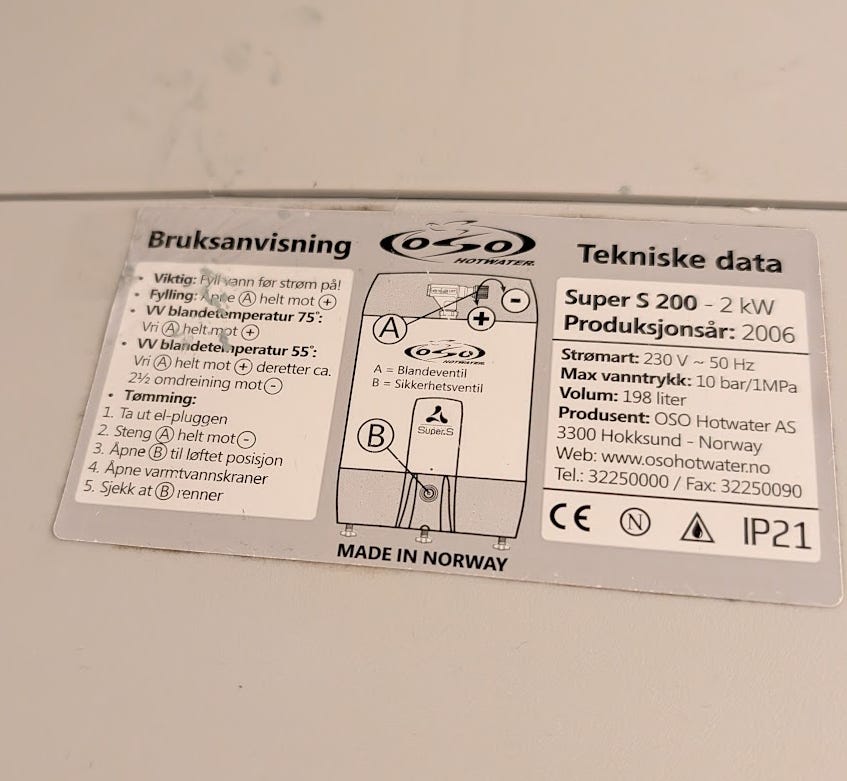 Bruksanvisning
• Viktig: Fyll vann før strøm på!
• Fylling: Åpne A helt mot +
• VV blandetemperatur 75°:
Vri A helt mot +
• VV blandetemperatur 55°:
Vri A helt mot + deretter ca.
2½ omdreining mot -
• Tømming:
1. Ta ut el-pluggen
2. Steng A helt mot -
3. Åpne B til løftet posisjon
4. Åpne varmtvannskraner
5. Sjekk at B renner
OSO
HOTWATER.
A
+
-
OSO
HOTWATER
A = Blandeventil
B = Sikkerhetsventil
B
Super S
MADE IN NORWAY
Tekniske data
Super S 200 - 2 kW
Produksjonsår: 2006
Strømart: 230 V ~ 50 Hz
Max vanntrykk: 10 bar/1MPa
Volum: 198 liter
Produsent: OSO Hotwater AS
3300 Hokksund - Norway
Web: www.osohotwater.no
Tel.: 32250000 / Fax: 32250090
CE N IP21